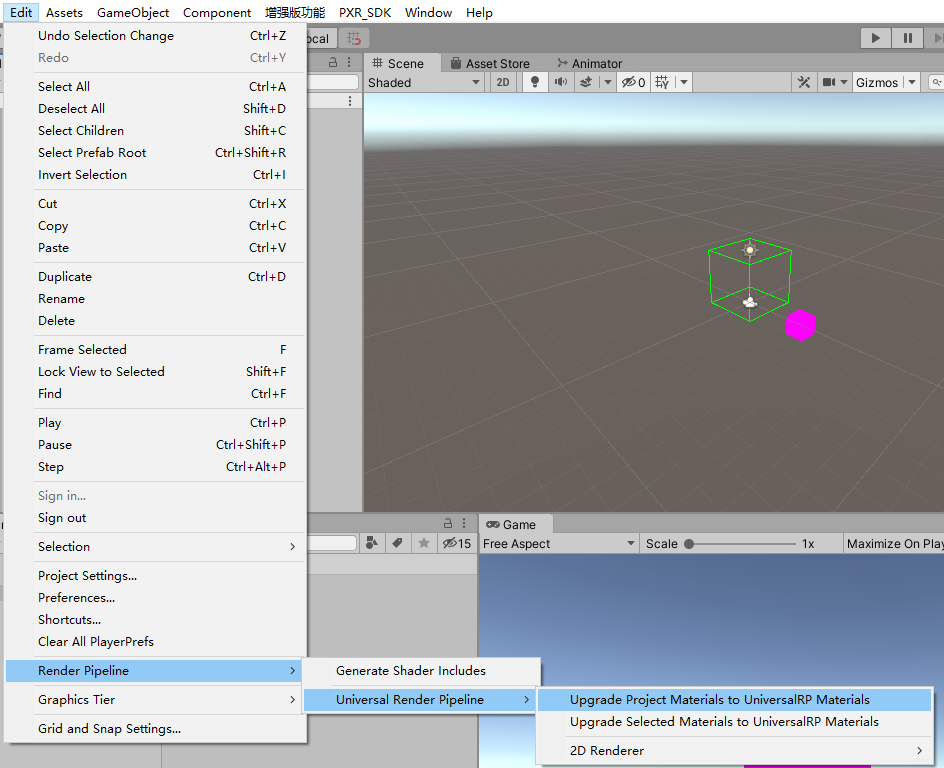 Edit Assets GameObject Component 增强版功能 PXR_SDK Window Help
Undo Selection Change Ctrl+Z
Redo Ctrl+Y
Select All Ctrl+A
Deselect All Shift+D
Select Children Shift+C
Select Prefab Root Ctrl+Shift+R
Invert Selection Ctrl+I
Cut Ctrl+X
Copy Ctrl+C
Paste Ctrl+V
Duplicate Ctrl+D
Rename
Delete
Frame Selected F
Lock View to Selected Shift+F
Find Ctrl+F
Play Ctrl+P
Pause Ctrl+Shift+P
Step Ctrl+Alt+P
Sign in...
Sign out
Selection
Project Settings...
Preferences...
Shortcuts...
Clear All PlayerPrefs
Render Pipeline
Graphics Tier
Grid and Snap Settings...
Generate Shader Includes
Universal Render Pipeline
Upgrade Project Materials to UniversalRP Materials
Upgrade Selected Materials to UniversalRP Materials
2D Renderer
ocal
Scene Asset Store Animator
Shaded 2D 0 Gizmos
15
Game
Free Aspect Scale 1x Maximize On Play